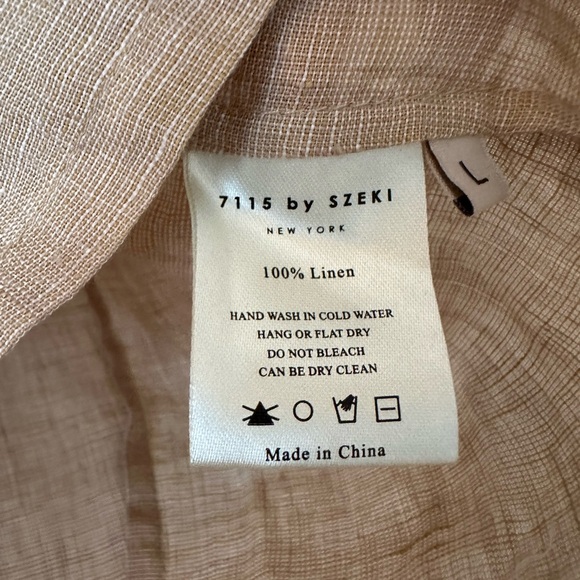 7115 by SZEKI
NEW YORK
L
100% Linen
HAND WASH IN COLD WATER
HANG OR FLAT DRY
DO NOT BLEACH
CAN BE DRY CLEAN
Made in China